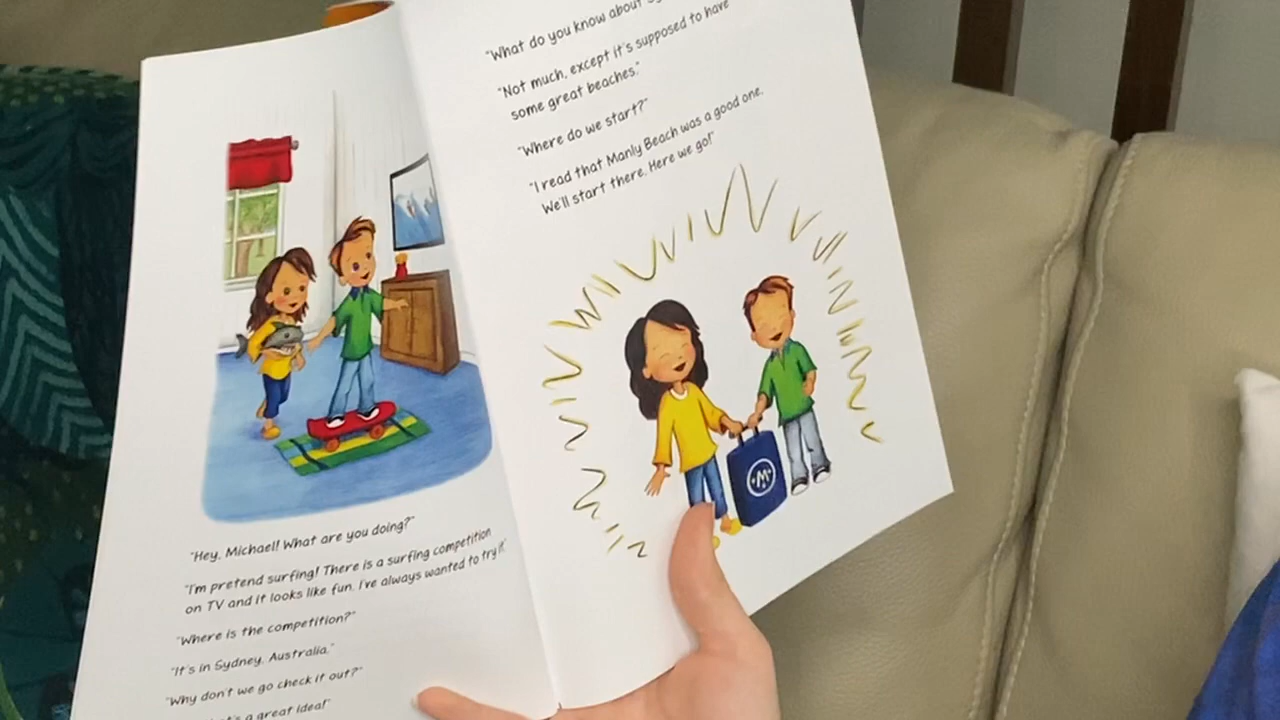 "Hey, Michael! What are you doing?"
"I'm pretend surfing! There is a surfing competition
on TV and it looks like fun. I've always wanted to try it."
"Where is the competition?"
"It's in Sydney, Australia."
"Why don't we go check it out?"
a great idea!"
"What do you know about
"Not much, except it's supposed to have
some great beaches."
"Where do we start?"
"I read that Manly Beach was a good one.
We'll start there. Here we go!"
M